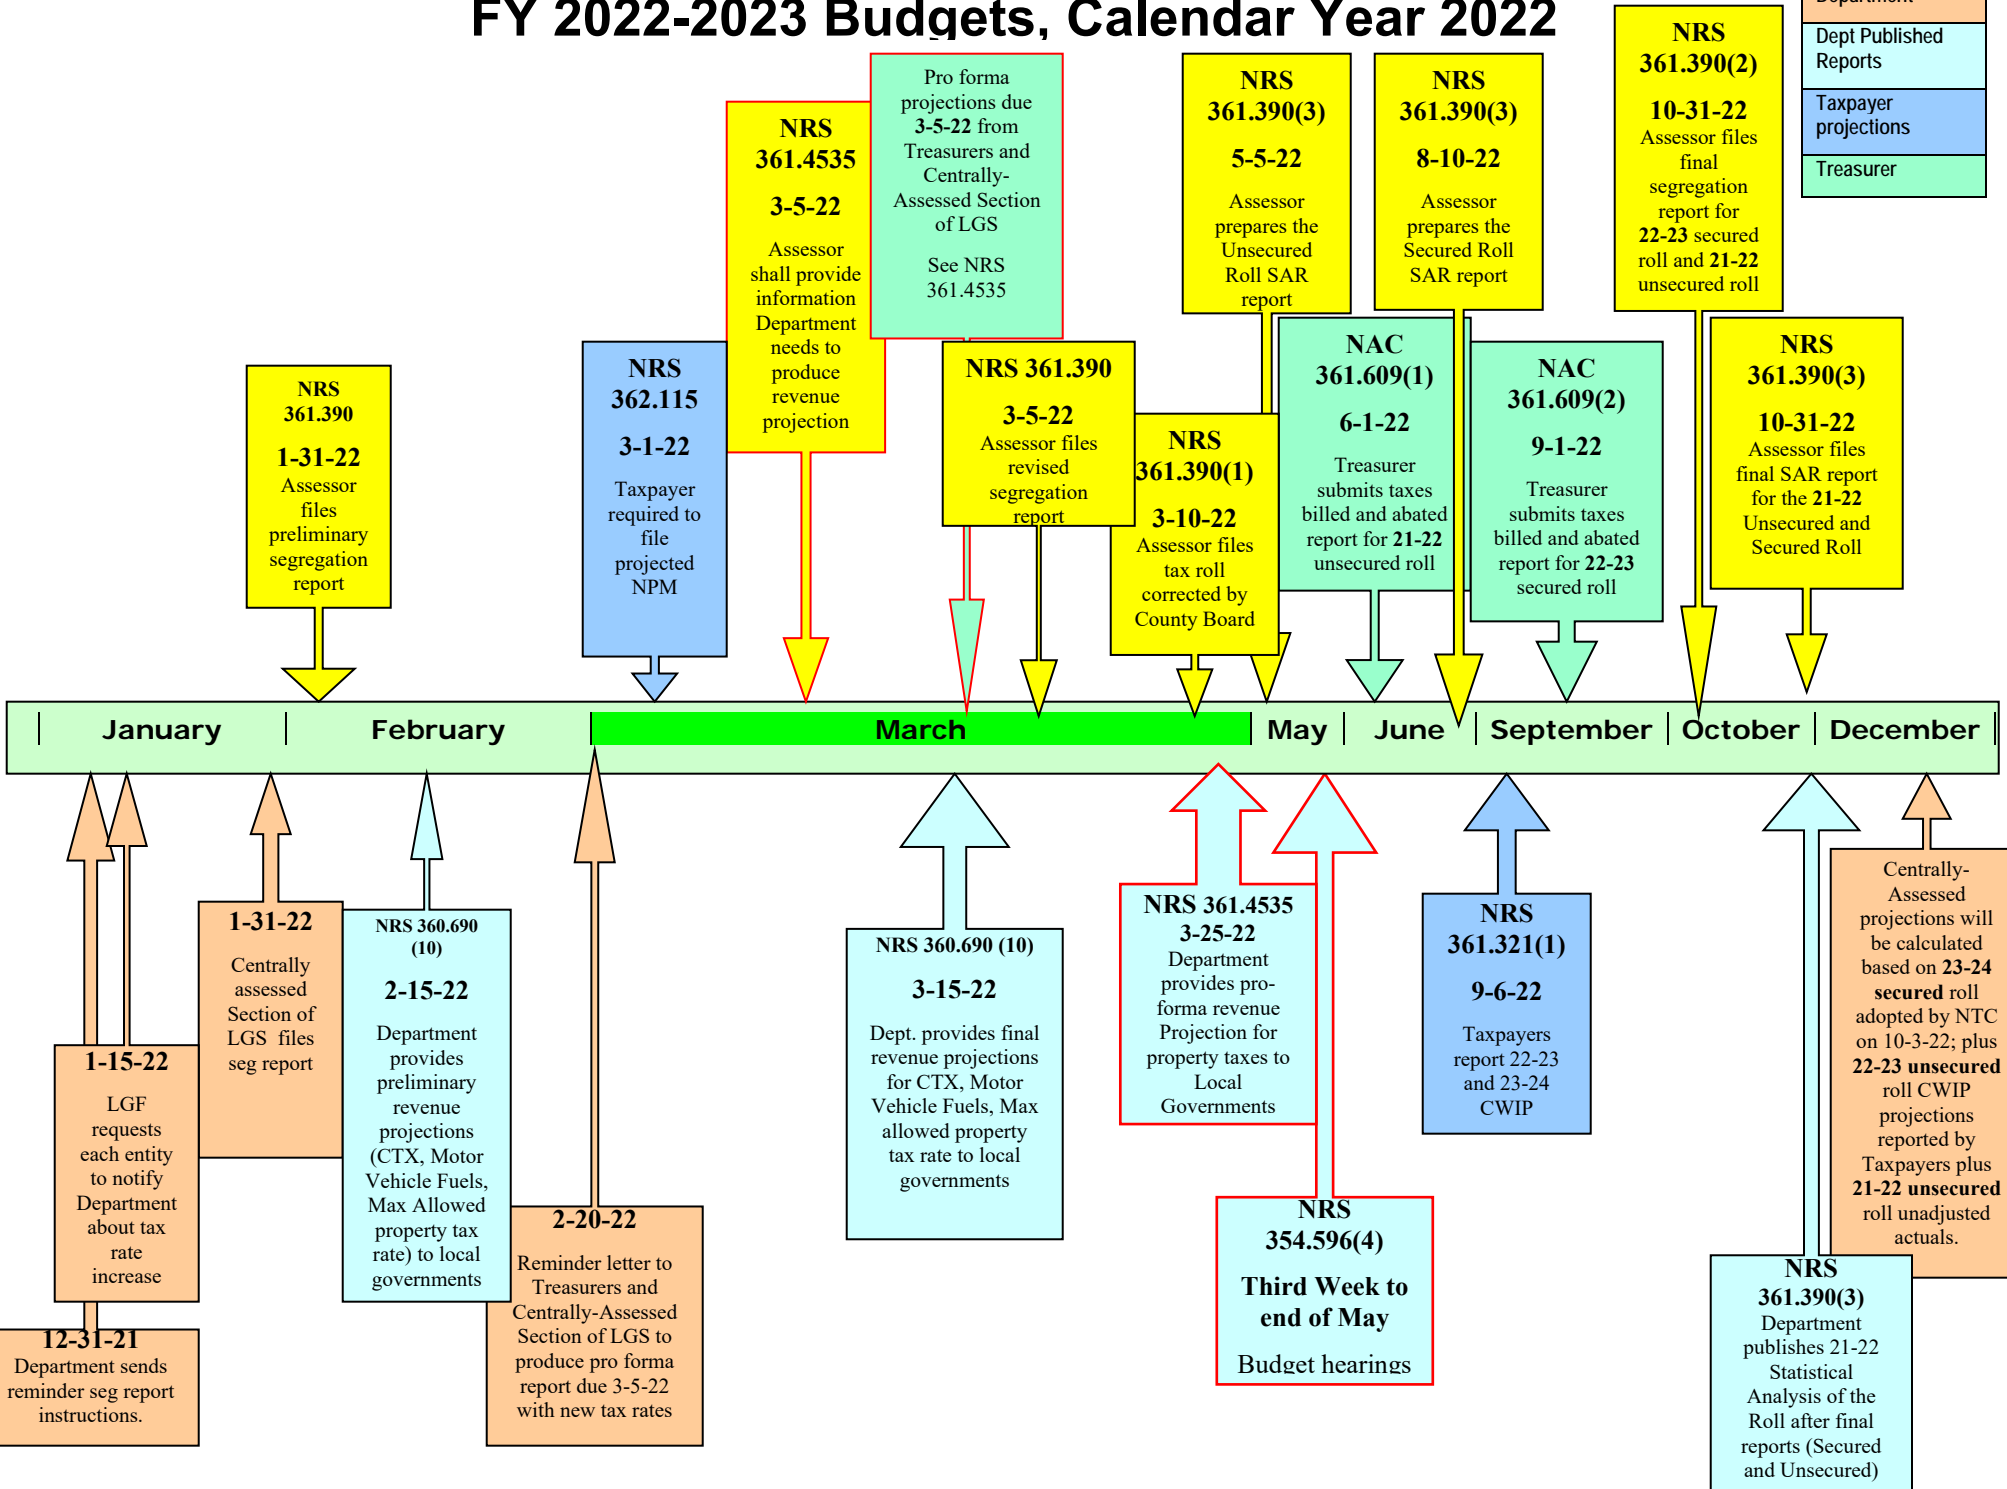 FY 2022-2023 Budgets, Calendar Year 2022
Department
Dept Published
Reports
Taxpayer
projections
Treasurer
NRS
361.390
1-31-22
Assessor
files
preliminary
segregation
report
NRS
362.115
3-1-22
Taxpayer
required to
file
projected
NPM
NRS
361.4535
3-5-22
Assessor
shall provide
information
Department
needs to
produce
revenue
projection
Pro forma
projections due
3-5-22 from
Treasurers and
Centrally-
Assessed Section
of LGS
See NRS
361.4535
NRS 361.390
3-5-22
Assessor files
revised
segregation
report
NRS
361.390(1)
3-10-22
Assessor files
tax roll
corrected by
County Board
NRS
361.390(3)
5-5-22
Assessor
prepares the
Unsecured
Roll SAR
report
NAC
361.609(1)
6-1-22
Treasurer
submits taxes
billed and abated
report for 21-22
unsecured roll
NRS
361.390(3)
8-10-22
Assessor
prepares the
Secured Roll
SAR report
NAC
361.609(2)
9-1-22
Treasurer
submits taxes
billed and abated
report for 22-23
secured roll
NRS
361.390(2)
10-31-22
Assessor files
final
segregation
report for
22-23 secured
roll and 21-22
unsecured roll
NRS
361.390(3)
10-31-22
Assessor files
final SAR report
for the 21-22
Unsecured and
Secured Roll
January
February
March
May
June
September
October
December
12-31-21
Department sends
reminder seg report
instructions.
1-15-22
LGF
requests
each entity
to notify
Department
about tax
rate
increase
1-31-22
Centrally
assessed
Section of
LGS files
seg report
NRS 360.690
(10)
2-15-22
Department
provides
preliminary
revenue
projections
(CTX, Motor
Vehicle Fuels,
Max Allowed
property tax
rate) to local
governments
2-20-22
Reminder letter to
Treasurers and
Centrally-Assessed
Section of LGS to
produce pro forma
report due 3-5-22
with new tax rates
NRS 360.690 (10)
3-15-22
Dept. provides final
revenue projections
for CTX, Motor
Vehicle Fuels, Max
allowed property
tax rate to local
governments
NRS 361.4535
3-25-22
Department
provides pro-
forma revenue
Projection for
property taxes to
Local
Governments
NRS
354.596(4)
Third Week to
end of May
Budget hearings
NRS
361.321(1)
9-6-22
Taxpayers
report 22-23
and 23-24
CWIP
NRS
361.390(3)
Department
publishes 21-22
Statistical
Analysis of the
Roll after final
reports (Secured
and Unsecured)
Centrally-
Assessed
projections will
be calculated
based on 23-24
secured roll
adopted by NTC
on 10-3-22; plus
22-23 unsecured
roll CWIP
projections
reported by
Taxpayers plus
21-22 unsecured
roll unadjusted
actuals.